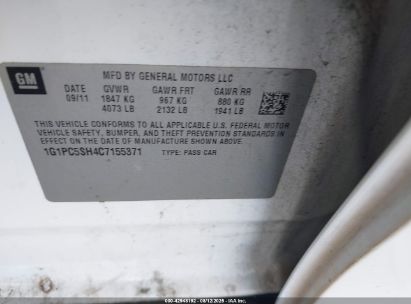 GM
MFD BY GENERAL MOTORS LLC
DATE GVWR GAWR FRT GAWR RR
09/11 1847 KG 967 KG 880 KG
4073 LB 2132 LB 1941 LB
THIS VEHICLE CONFORMS TO ALL APPLICABLE U.S. FEDERAL MOTOR
VEHICLE SAFETY, BUMPER, AND THEFT PREVENTION STANDARDS IN
EFFECT ON THE DATE OF MANUFACTURE SHOWN ABOVE.
1G1PC5SH4C7155371 TYPE: PASS CAR